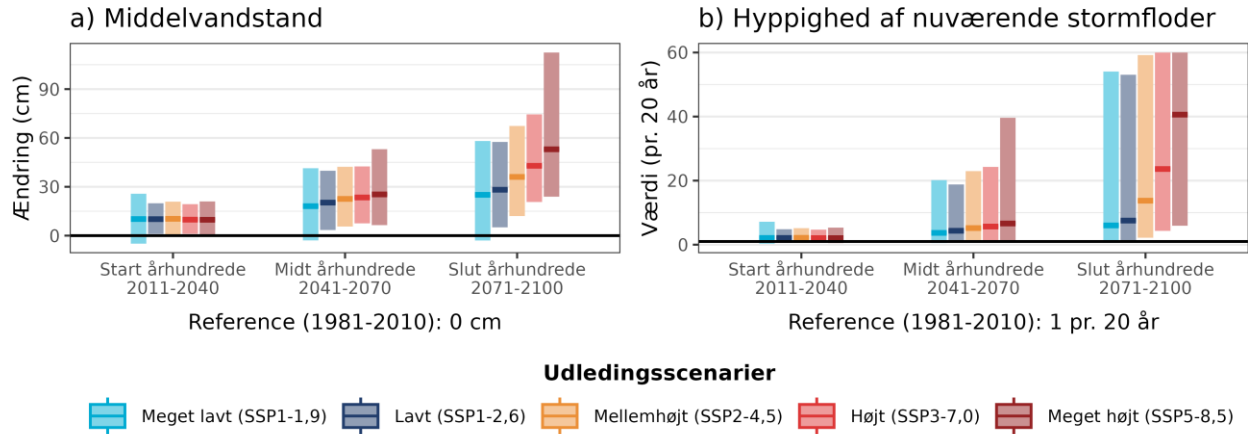 a) Middelvandstand
Ændring (cm)
90
60
30
0
Start århundrede
2011-2040
Midt århundrede
2041-2070
Slut århundrede
2071-2100
Reference (1981-2010): 0 cm
b) Hyppighed af nuværende stormfloder
Værdi (pr. 20 år)
60
40
20
0
Start århundrede
2011-2040
Midt århundrede
2041-2070
Slut århundrede
2071-2100
Reference (1981-2010): 1 pr. 20 år
Udledingsscenarier
Meget lavt (SSP1-1,9)
Lavt (SSP1-2,6)
Mellemhøjt (SSP2-4,5)
Højt (SSP3-7,0)
Meget højt (SSP5-8,5)